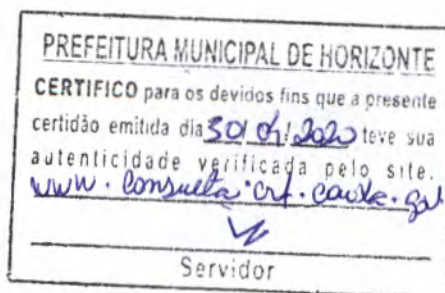 PREFEITURA MUNICIPAL DE HORIZONTE
CERTIFICO para os devidos fins que a presente
certidão emitida dia 30/01/2020 teve sua
autenticidade verificada pelo site.
www.consulta-crf.caixa.gov
Servidor